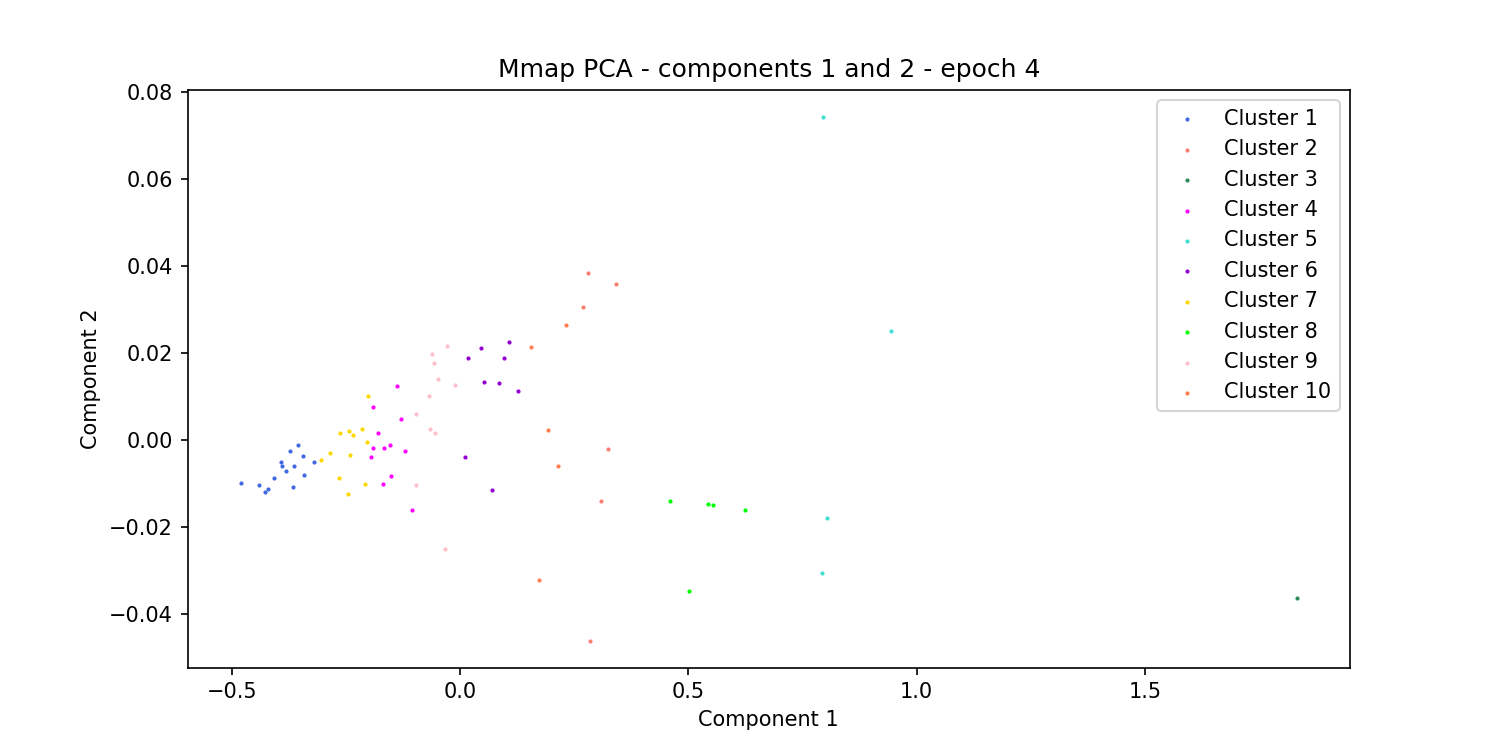 Mmap PCA - components 1 and 2 - epoch 4
0.08
0.06
0.04
0.02
0.00
−0.02
−0.04
Component 2
−0.5
0.0
0.5
1.0
1.5
Component 1
Cluster 1
Cluster 2
Cluster 3
Cluster 4
Cluster 5
Cluster 6
Cluster 7
Cluster 8
Cluster 9
Cluster 10